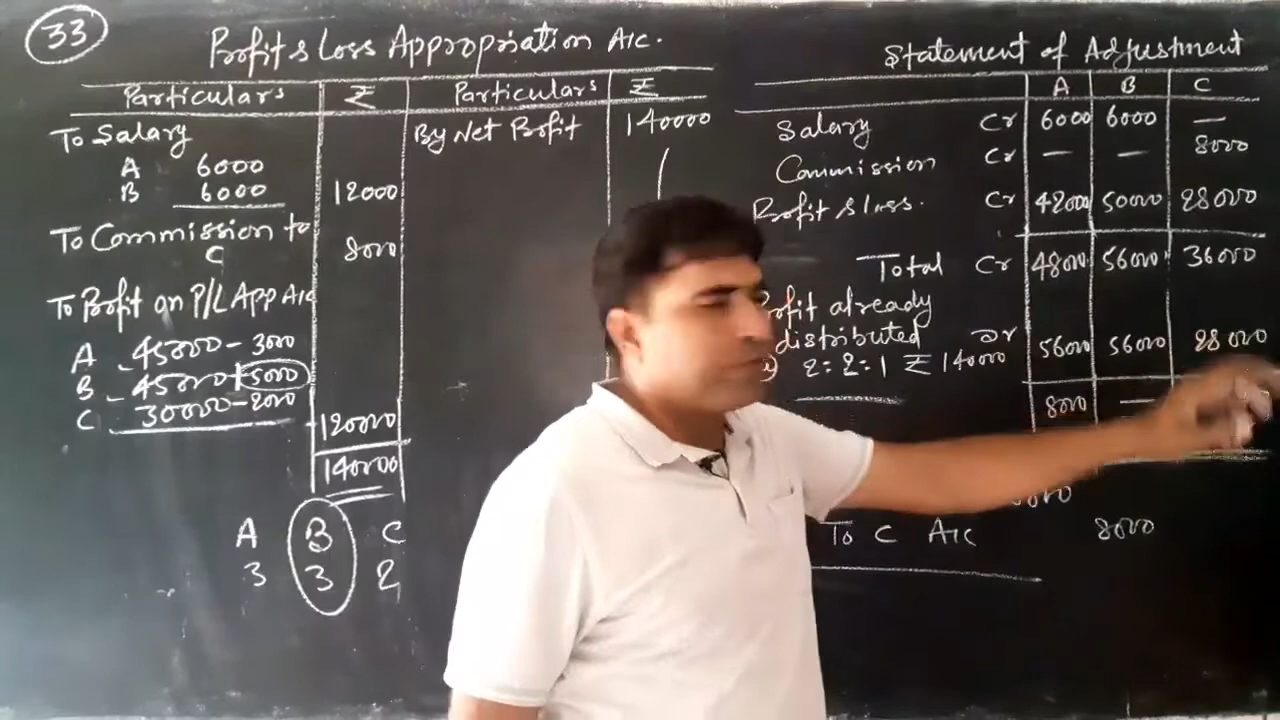 33
Profit & Loss Appropriation A/c.
Particulars ₹ Particulars ₹
To Salary By Net Profit 140000
A 6000
B 6000 12000
To Commission to
C 8000
To Profit on P/L App A/c
A 45000 - 3000
B 45000 + 5000
C 30000 - 2000
120000
140000
A B C
3 3 2
Statement of Adjustment
A B C
Salary Cr 6000 6000 —
Commission Cr — — 8000
Profit & loss. Cr 42000 50000 28000
Total Cr 48000 56000 36000
already
distributed Dr 56000 56000 28000
2:2:1 ₹ 140000
8000 —
To C A/c 8000